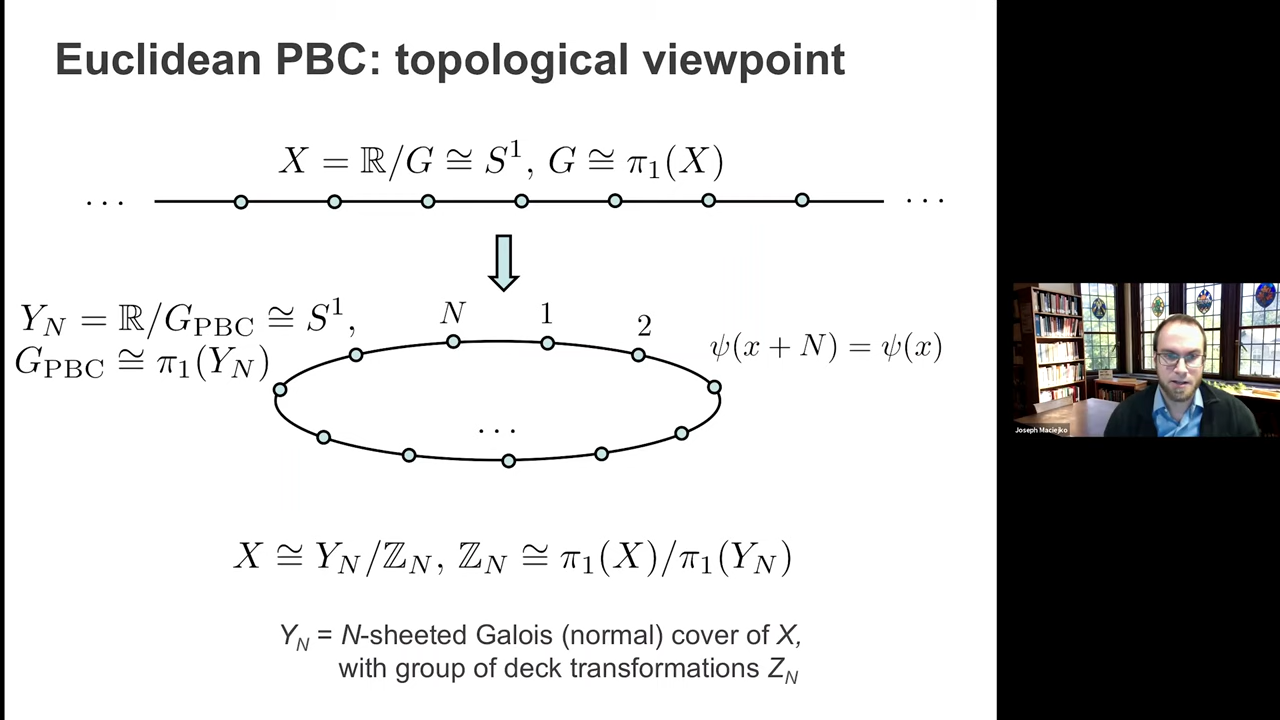 Euclidean PBC: topological viewpoint
X = ℝ/G ≅ S¹, G ≅ π₁(X)
... ...
Y_N = ℝ/G_PBC ≅ S¹,
G_PBC ≅ π₁(Y_N)
N 1 2
ψ(x + N) = ψ(x)
...
X ≅ Y_N/ℤ_N, ℤ_N ≅ π₁(X)/π₁(Y_N)
Y_N = N-sheeted Galois (normal) cover of X,
with group of deck transformations Z_N
Joseph Maciejko